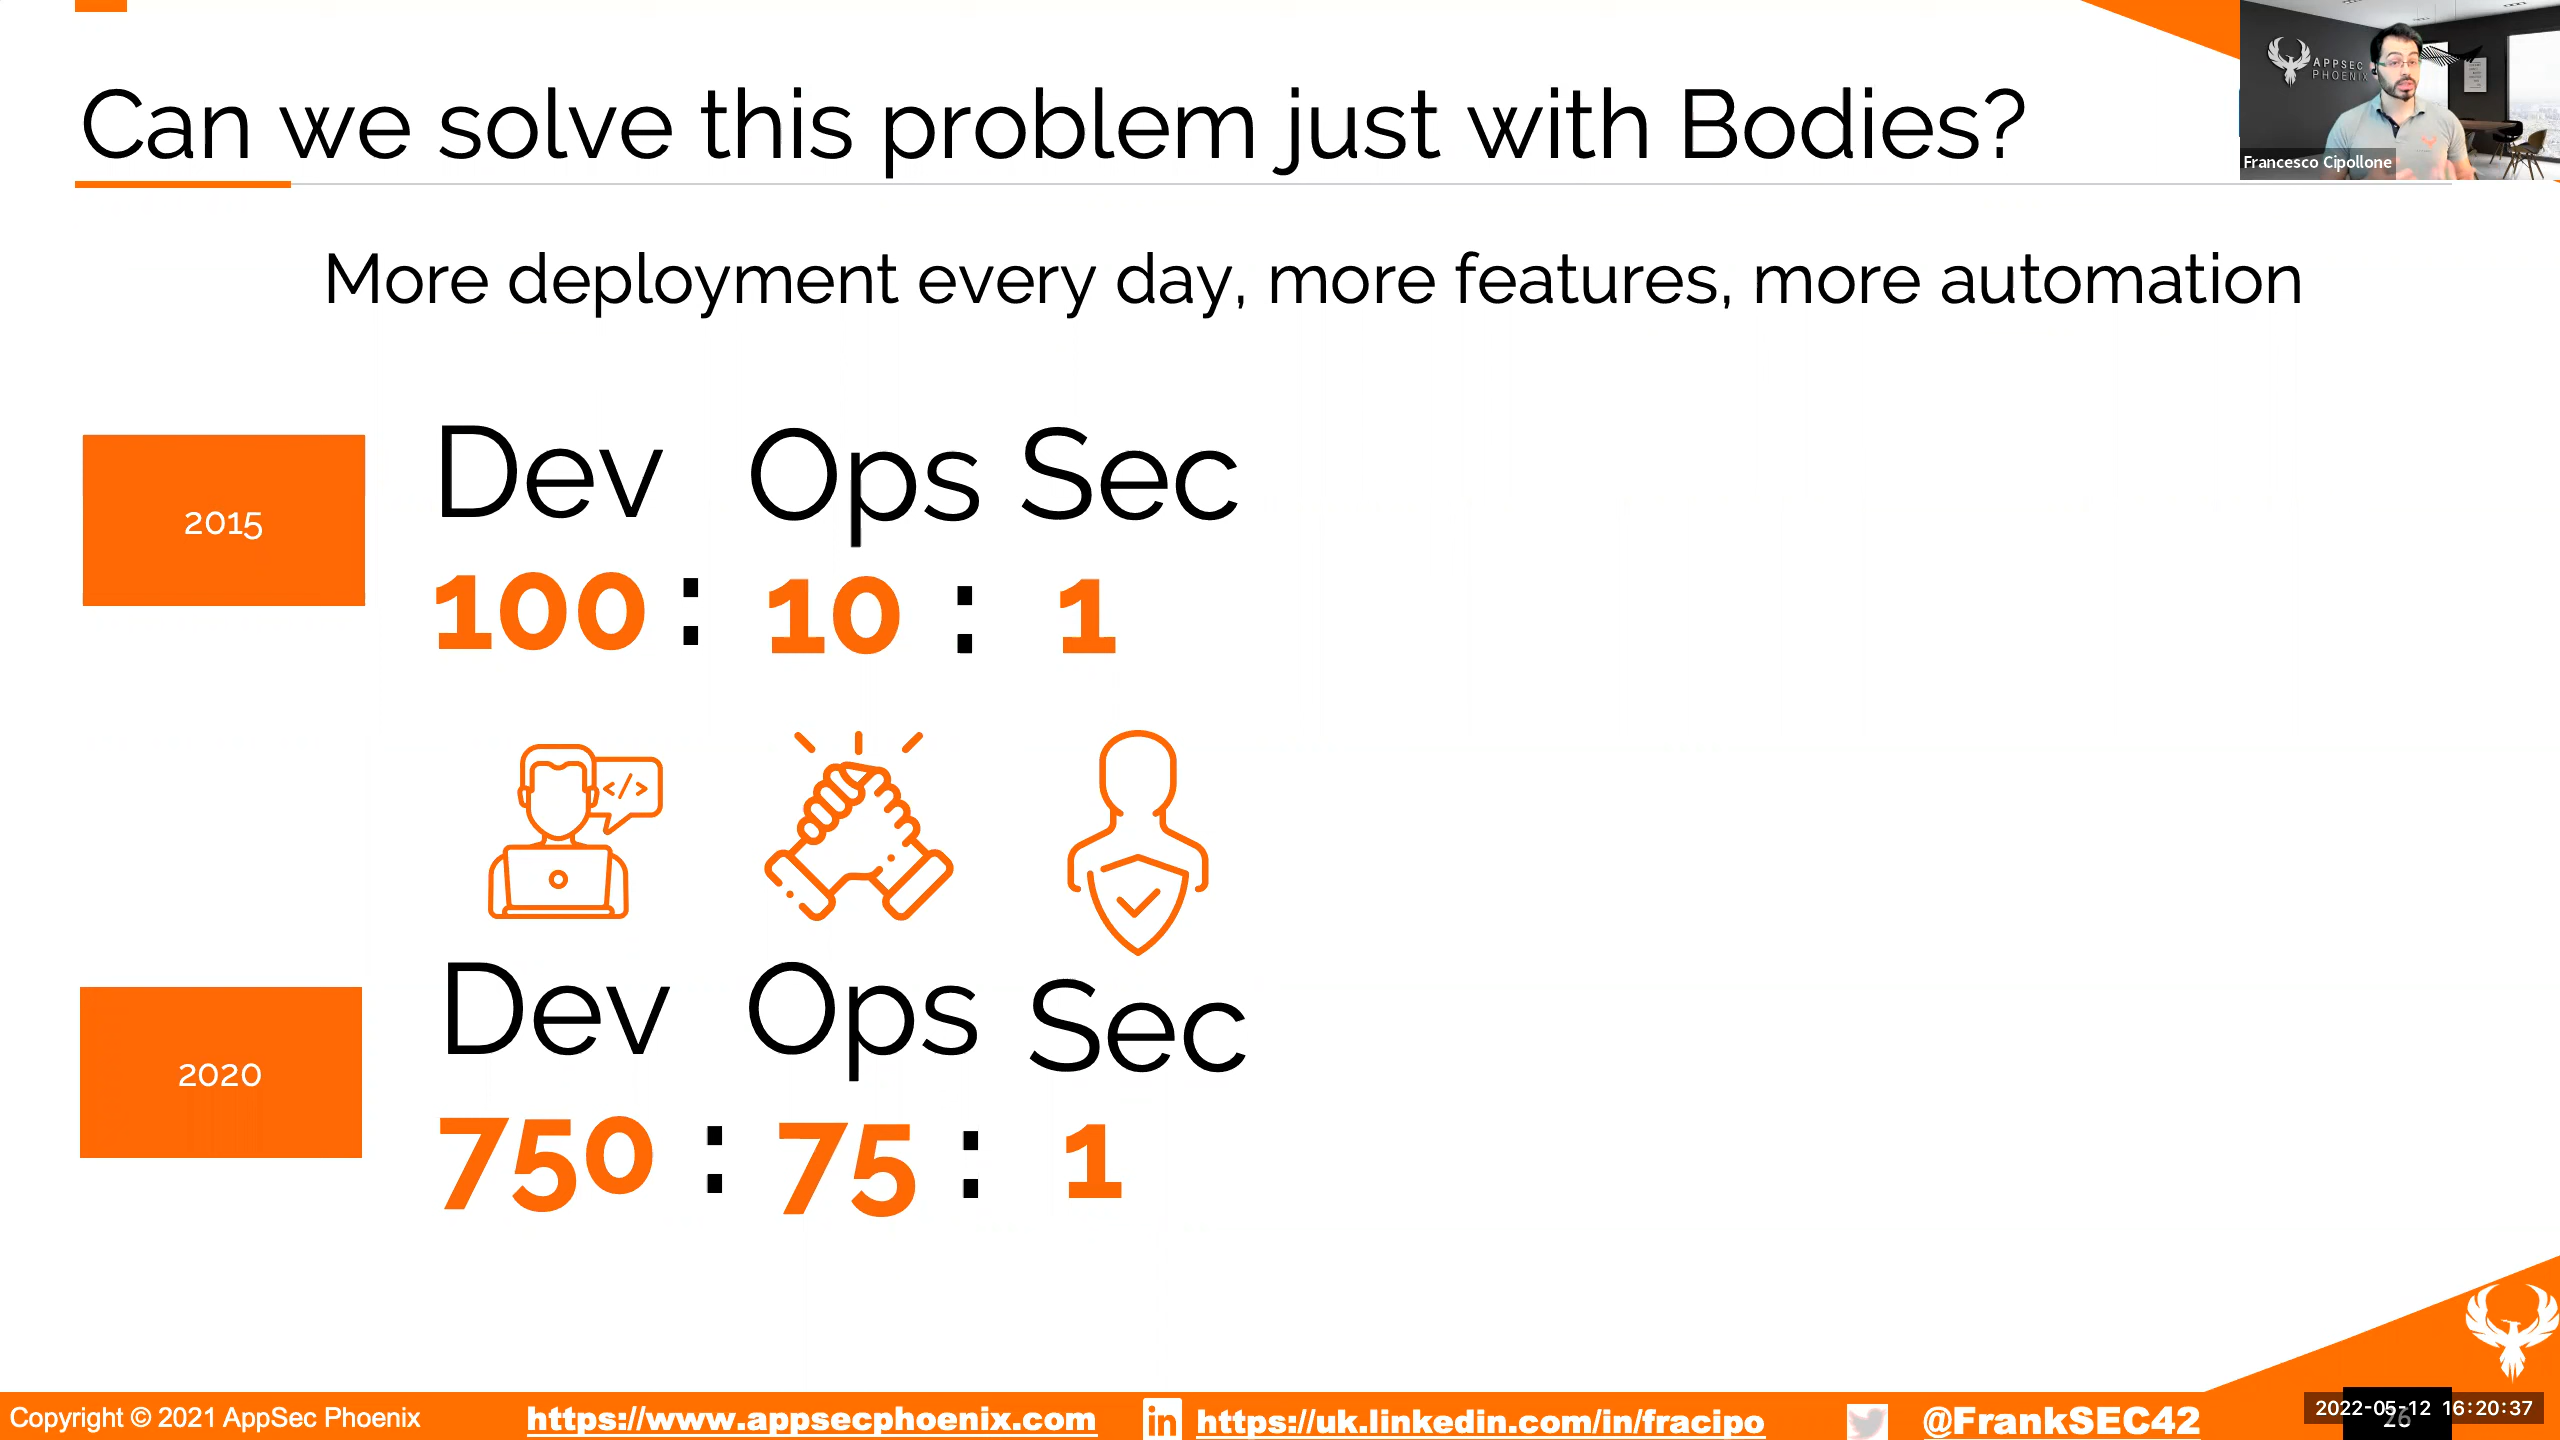 Can we solve this problem just with Bodies?
APPSEC
PHOENIX
Francesco Cipollone
More deployment every day, more features, more automation
2015
Dev Ops Sec
100 : 10 : 1
</>
2020
Dev Ops Sec
750 : 75 : 1
Copyright © 2021 AppSec Phoenix
https://www.appsecphoenix.com
in https://uk.linkedin.com/in/fracipo
@FrankSEC42
2022-05-12 16:20:37
26